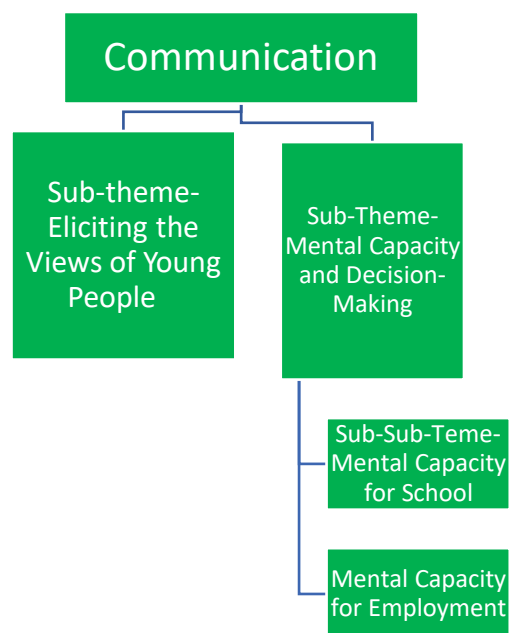 Communication
Sub-theme-
Eliciting the
Views of Young
People
Sub-Theme-
Mental Capacity
and Decision-
Making
Sub-Sub-Teme-
Mental Capacity
for School
Mental Capacity
for Employment